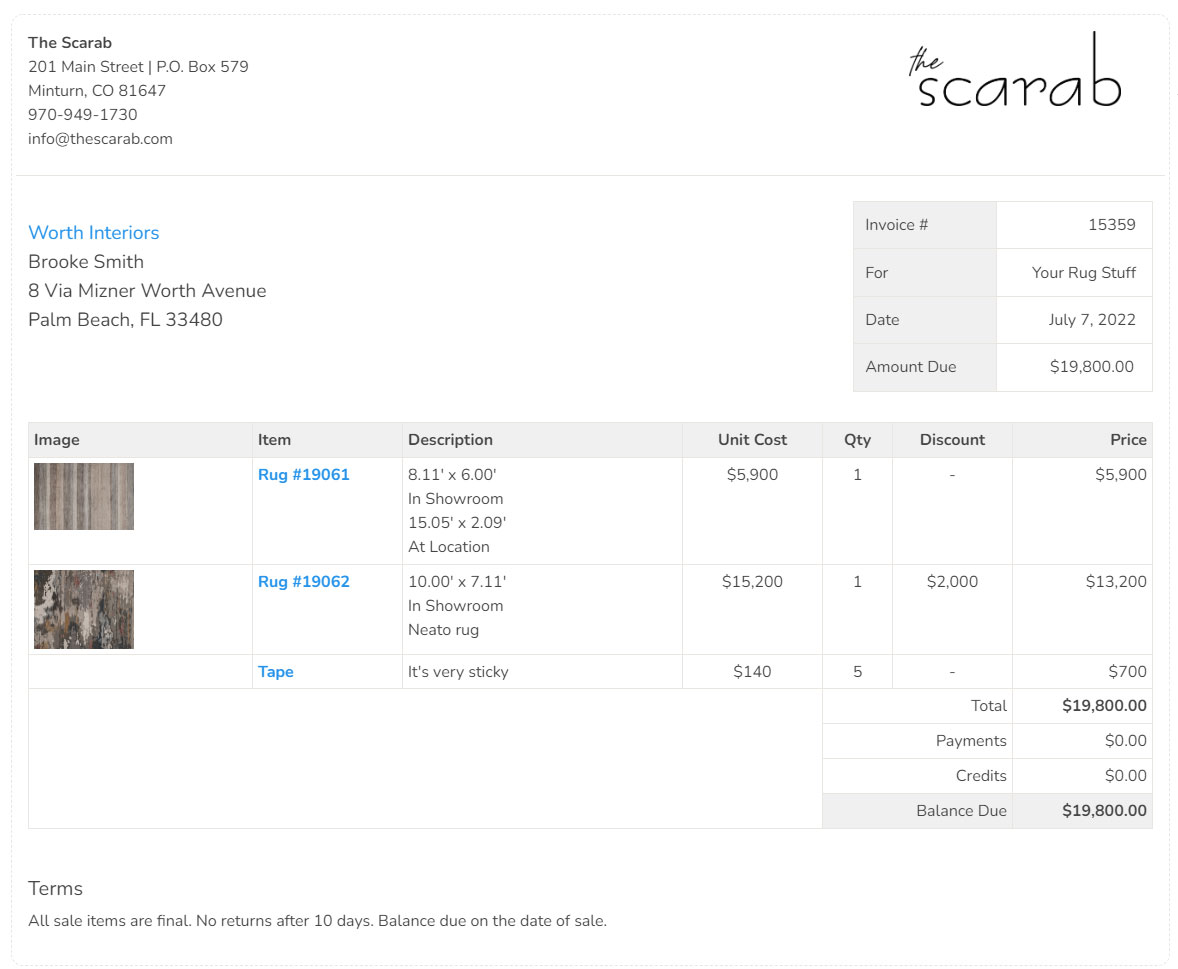 The Scarab
201 Main Street | P.O. Box 579
Minturn, CO 81647
970-949-1730
info@thescarab.com
the
scarab
Worth Interiors
Brooke Smith
8 Via Mizner Worth Avenue
Palm Beach, FL 33480
Invoice # 15359
For Your Rug Stuff
Date July 7, 2022
Amount Due $19,800.00
Image Item Description Unit Cost Qty Discount Price
Rug #19061 8.11' x 6.00' $5,900 1 - $5,900
In Showroom
15.05' x 2.09'
At Location
Rug #19062 10.00' x 7.11' $15,200 1 $2,000 $13,200
In Showroom
Neato rug
Tape It's very sticky $140 5 - $700
Total $19,800.00
Payments $0.00
Credits $0.00
Balance Due $19,800.00
Terms
All sale items are final. No returns after 10 days. Balance due on the date of sale.